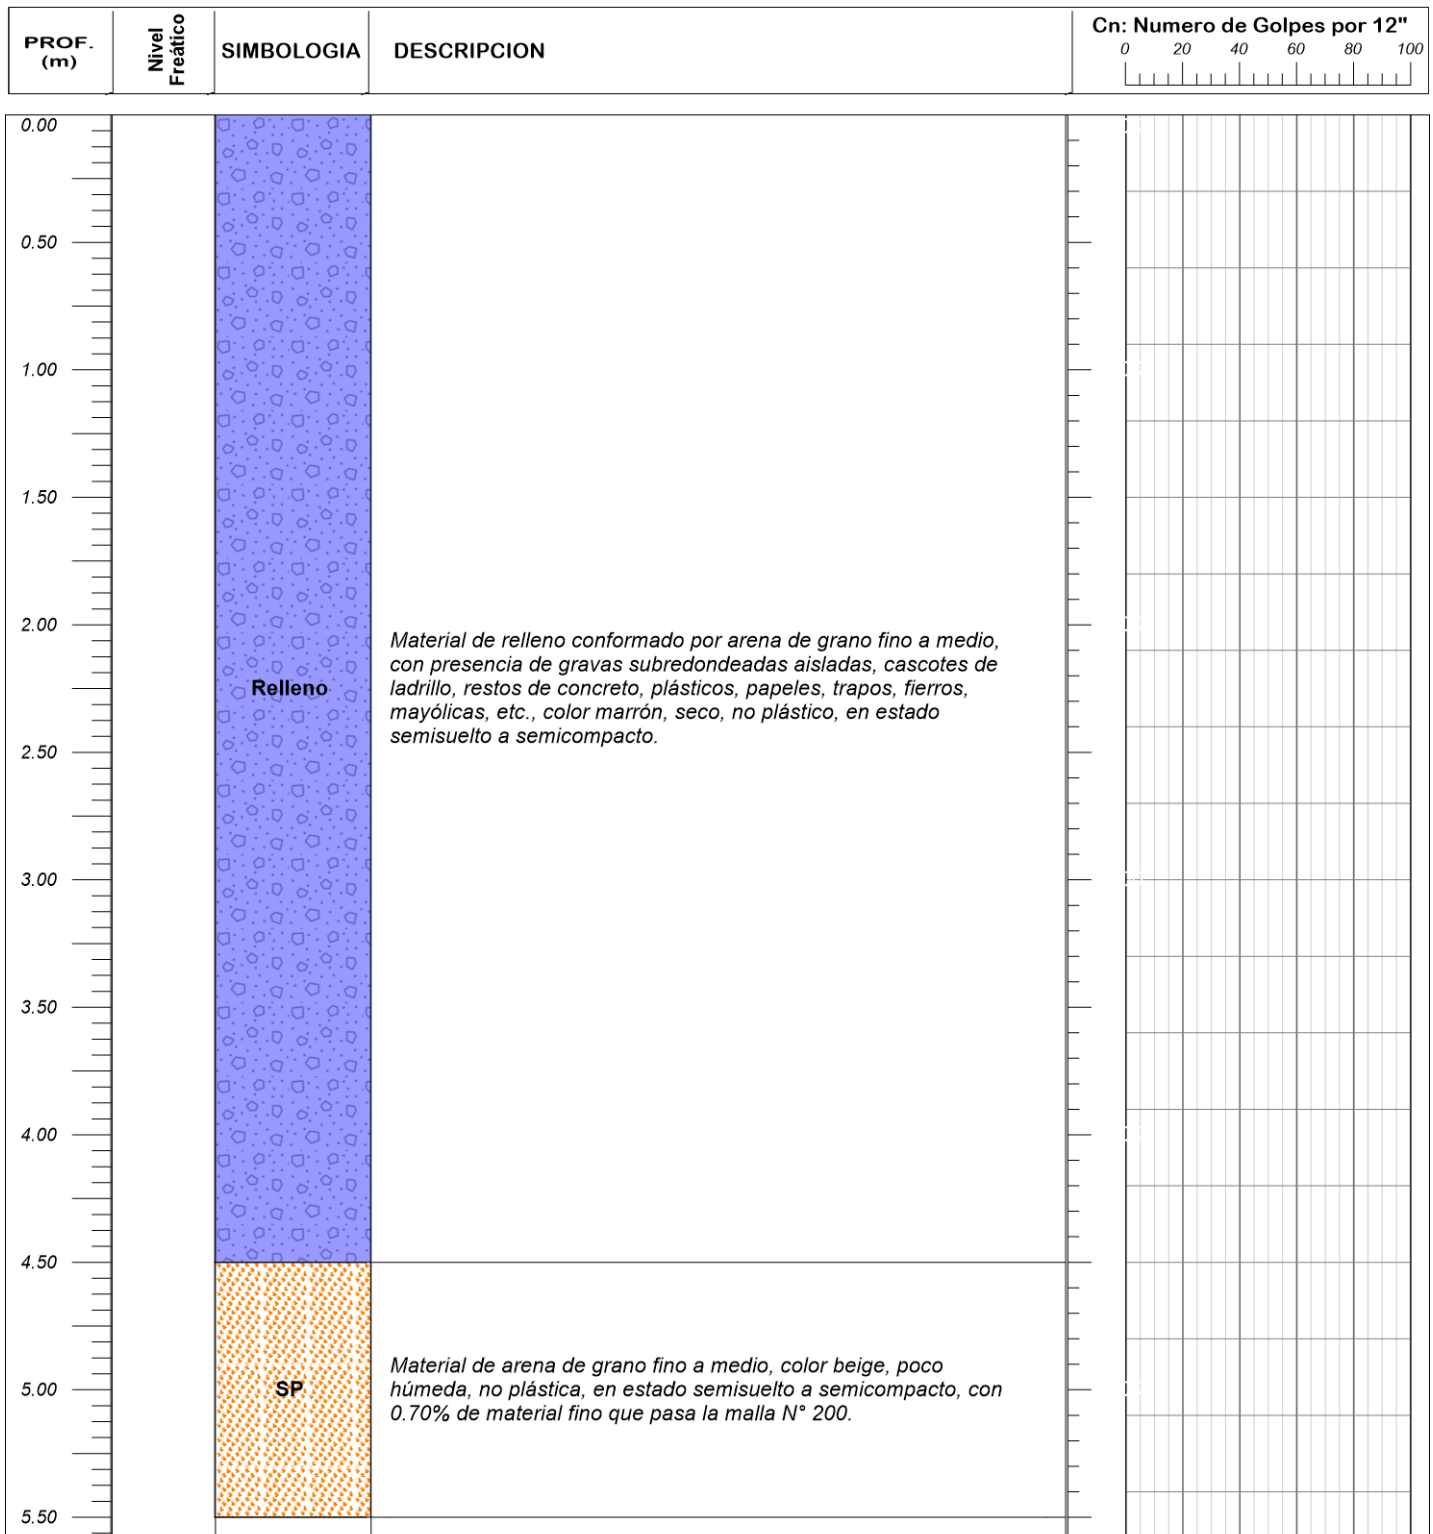 PROF.
(m)
Nivel
Freático
SIMBOLOGIA
DESCRIPCION
Cn: Numero de Golpes por 12"
0 20 40 60 80 100
0.00
0.50
1.00
1.50
2.00
Material de relleno conformado por arena de grano fino a medio,
con presencia de gravas subredondeadas aisladas, cascotes de
Relleno
ladrillo, restos de concreto, plásticos, papeles, trapos, fierros,
mayólicas, etc., color marrón, seco, no plástico, en estado
semisuelto a semicompacto.
2.50
3.00
3.50
4.00
4.50
Material de arena de grano fino a medio, color beige, poco
5.00
SP
húmeda, no plástica, en estado semisuelto a semicompacto, con
0.70% de material fino que pasa la malla N° 200.
5.50